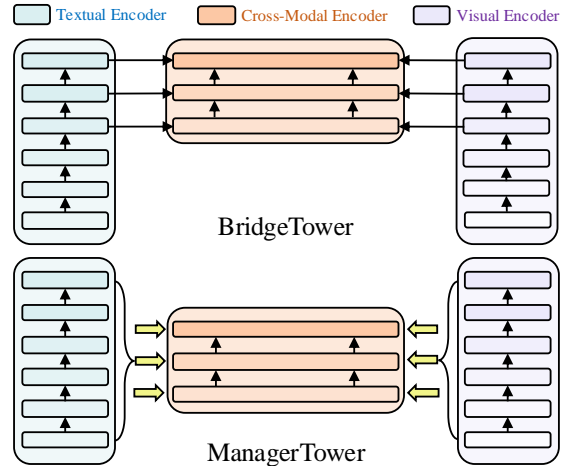 Textual Encoder Cross-Modal Encoder Visual Encoder
BridgeTower
ManagerTower